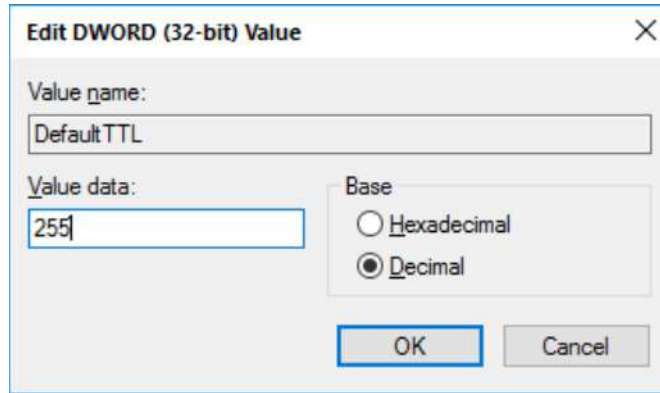 Edit DWORD (32-bit) Value
Value name:
DefaultTTL
Value data:
255
Base
Hexadecimal
Decimal
OK
Cancel